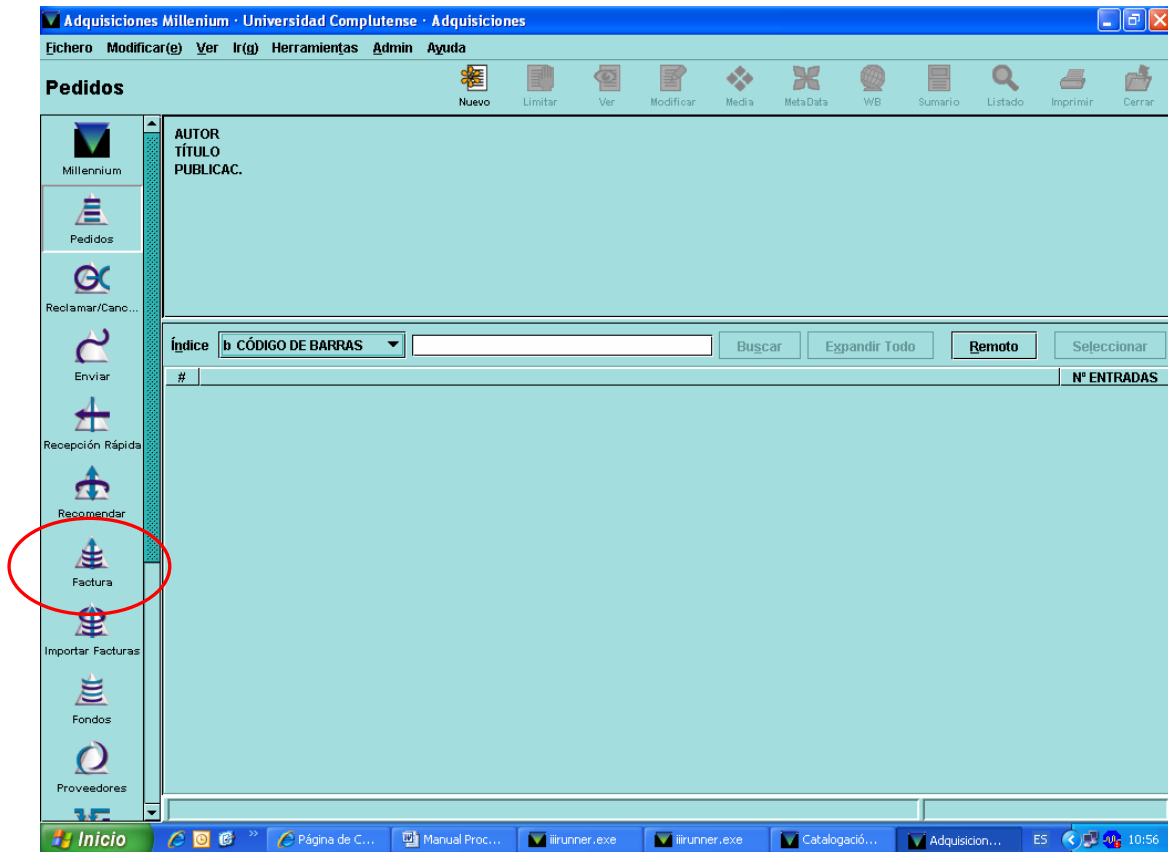 Adquisiciones Millenium · Universidad Complutense · Adquisiciones
Fichero Modificar(e) Ver Ir(g) Herramientas Admin Ayuda
Pedidos
Nuevo Limitar Ver Modificar Media MetaData WB Sumario Listado Imprimir Cerrar
Millennium
Pedidos
Reclamar/Canc...
Enviar
Recepción Rápida
Recomendar
Factura
Importar Facturas
Fondos
Proveedores
AUTOR
TÍTULO
PUBLICAC.
Índice b CÓDIGO DE BARRAS Buscar Expandir Todo Remoto Seleccionar
# Nº ENTRADAS
Inicio » Página de C... Manual Proc... iiirunner.exe iiirunner.exe Catalogació... Adquisicion... ES 10:56